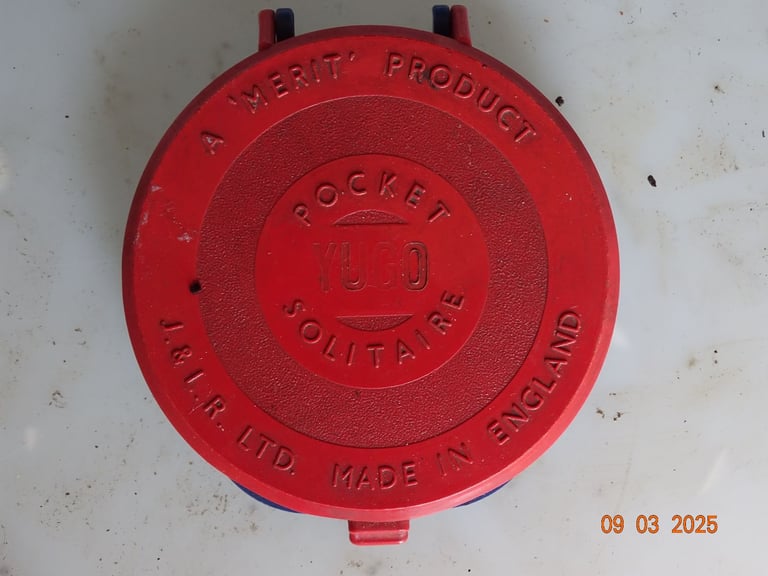 A 'MERIT' PRODUCT
POCKET
YUGO
SOLITAIRE
J. & L. R. LTD. MADE IN ENGLAND
09 03 2025